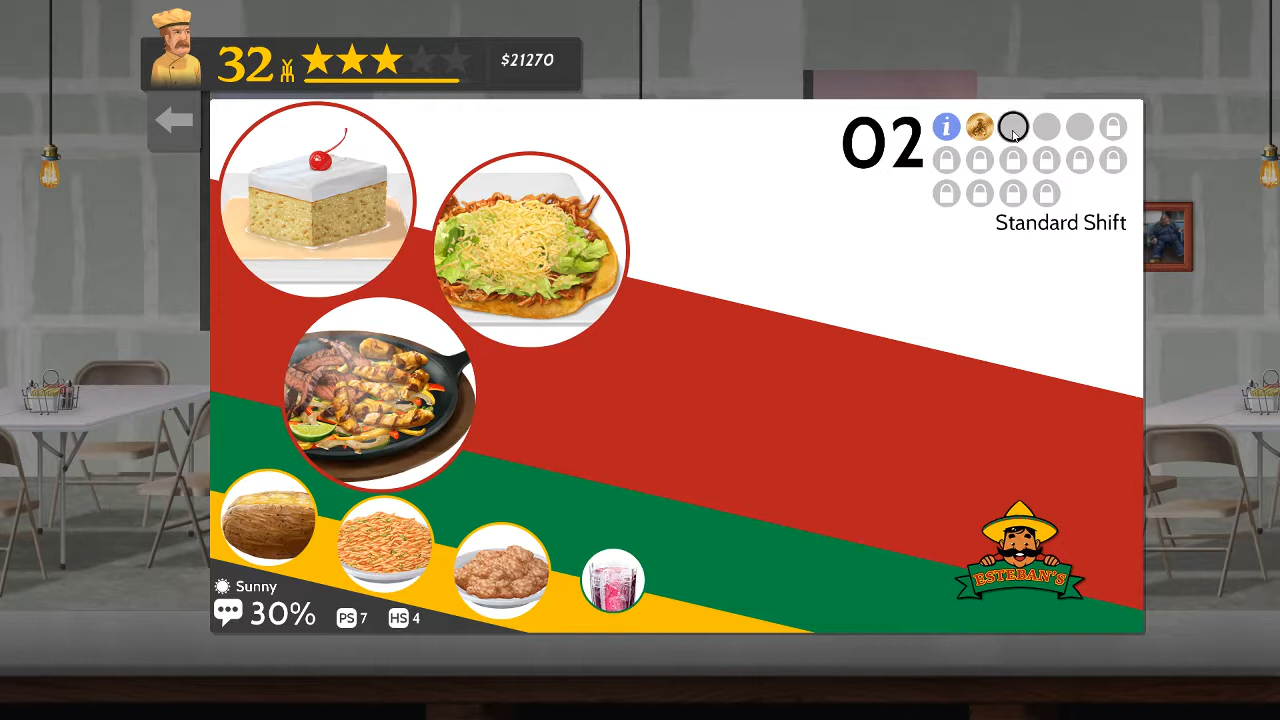 32
$21270
02
i
Standard Shift
ESTEBAN'S
Sunny
30% PS 7 HS 4